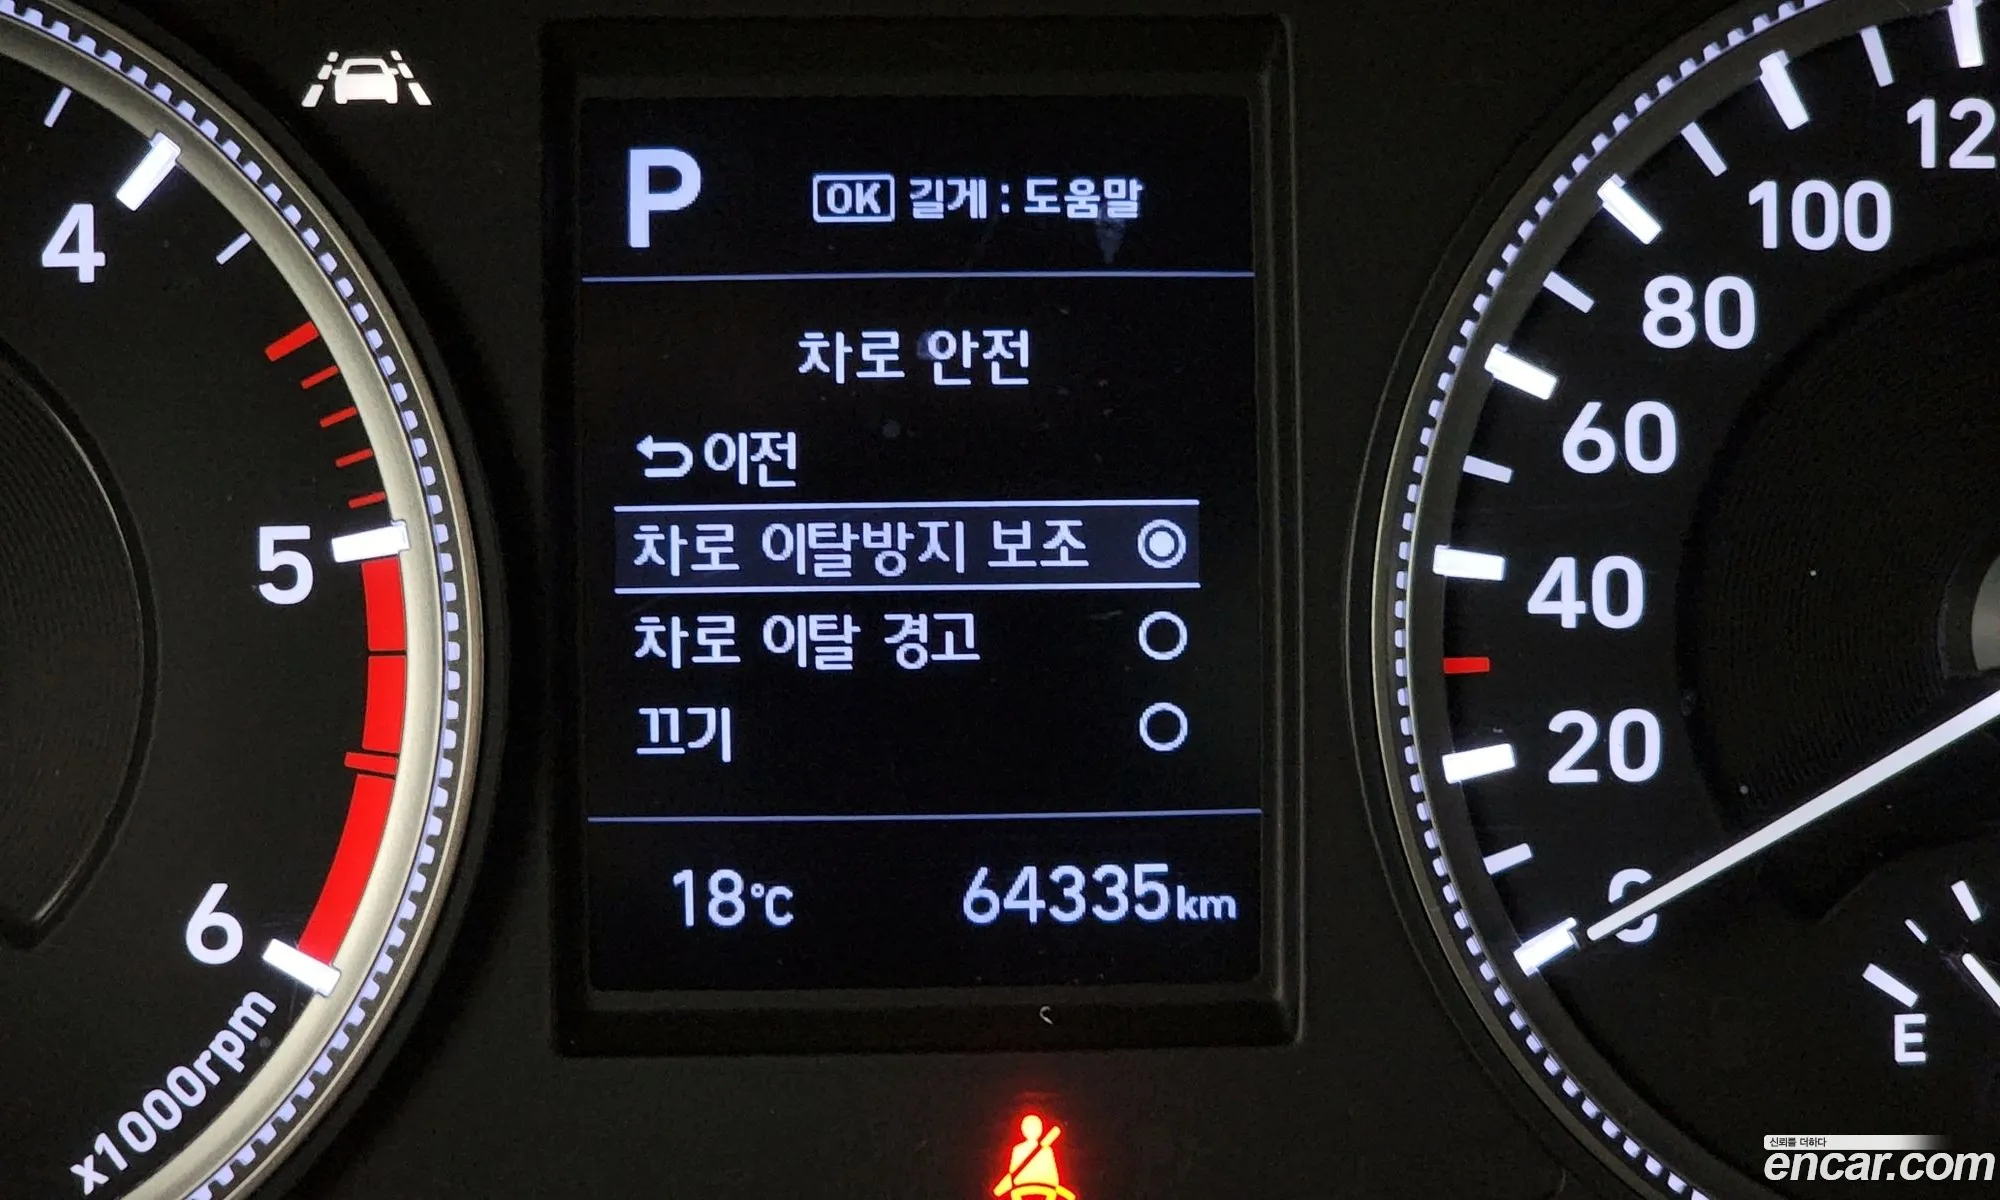 4
5
6
x1000rpm
P
OK 길게 : 도움말
차로 안전
이전
차로 이탈방지 보조
차로 이탈 경고
끄기
18℃ 64335km
12
100
80
60
40
20
0
E
신뢰를 더하다
encar.com